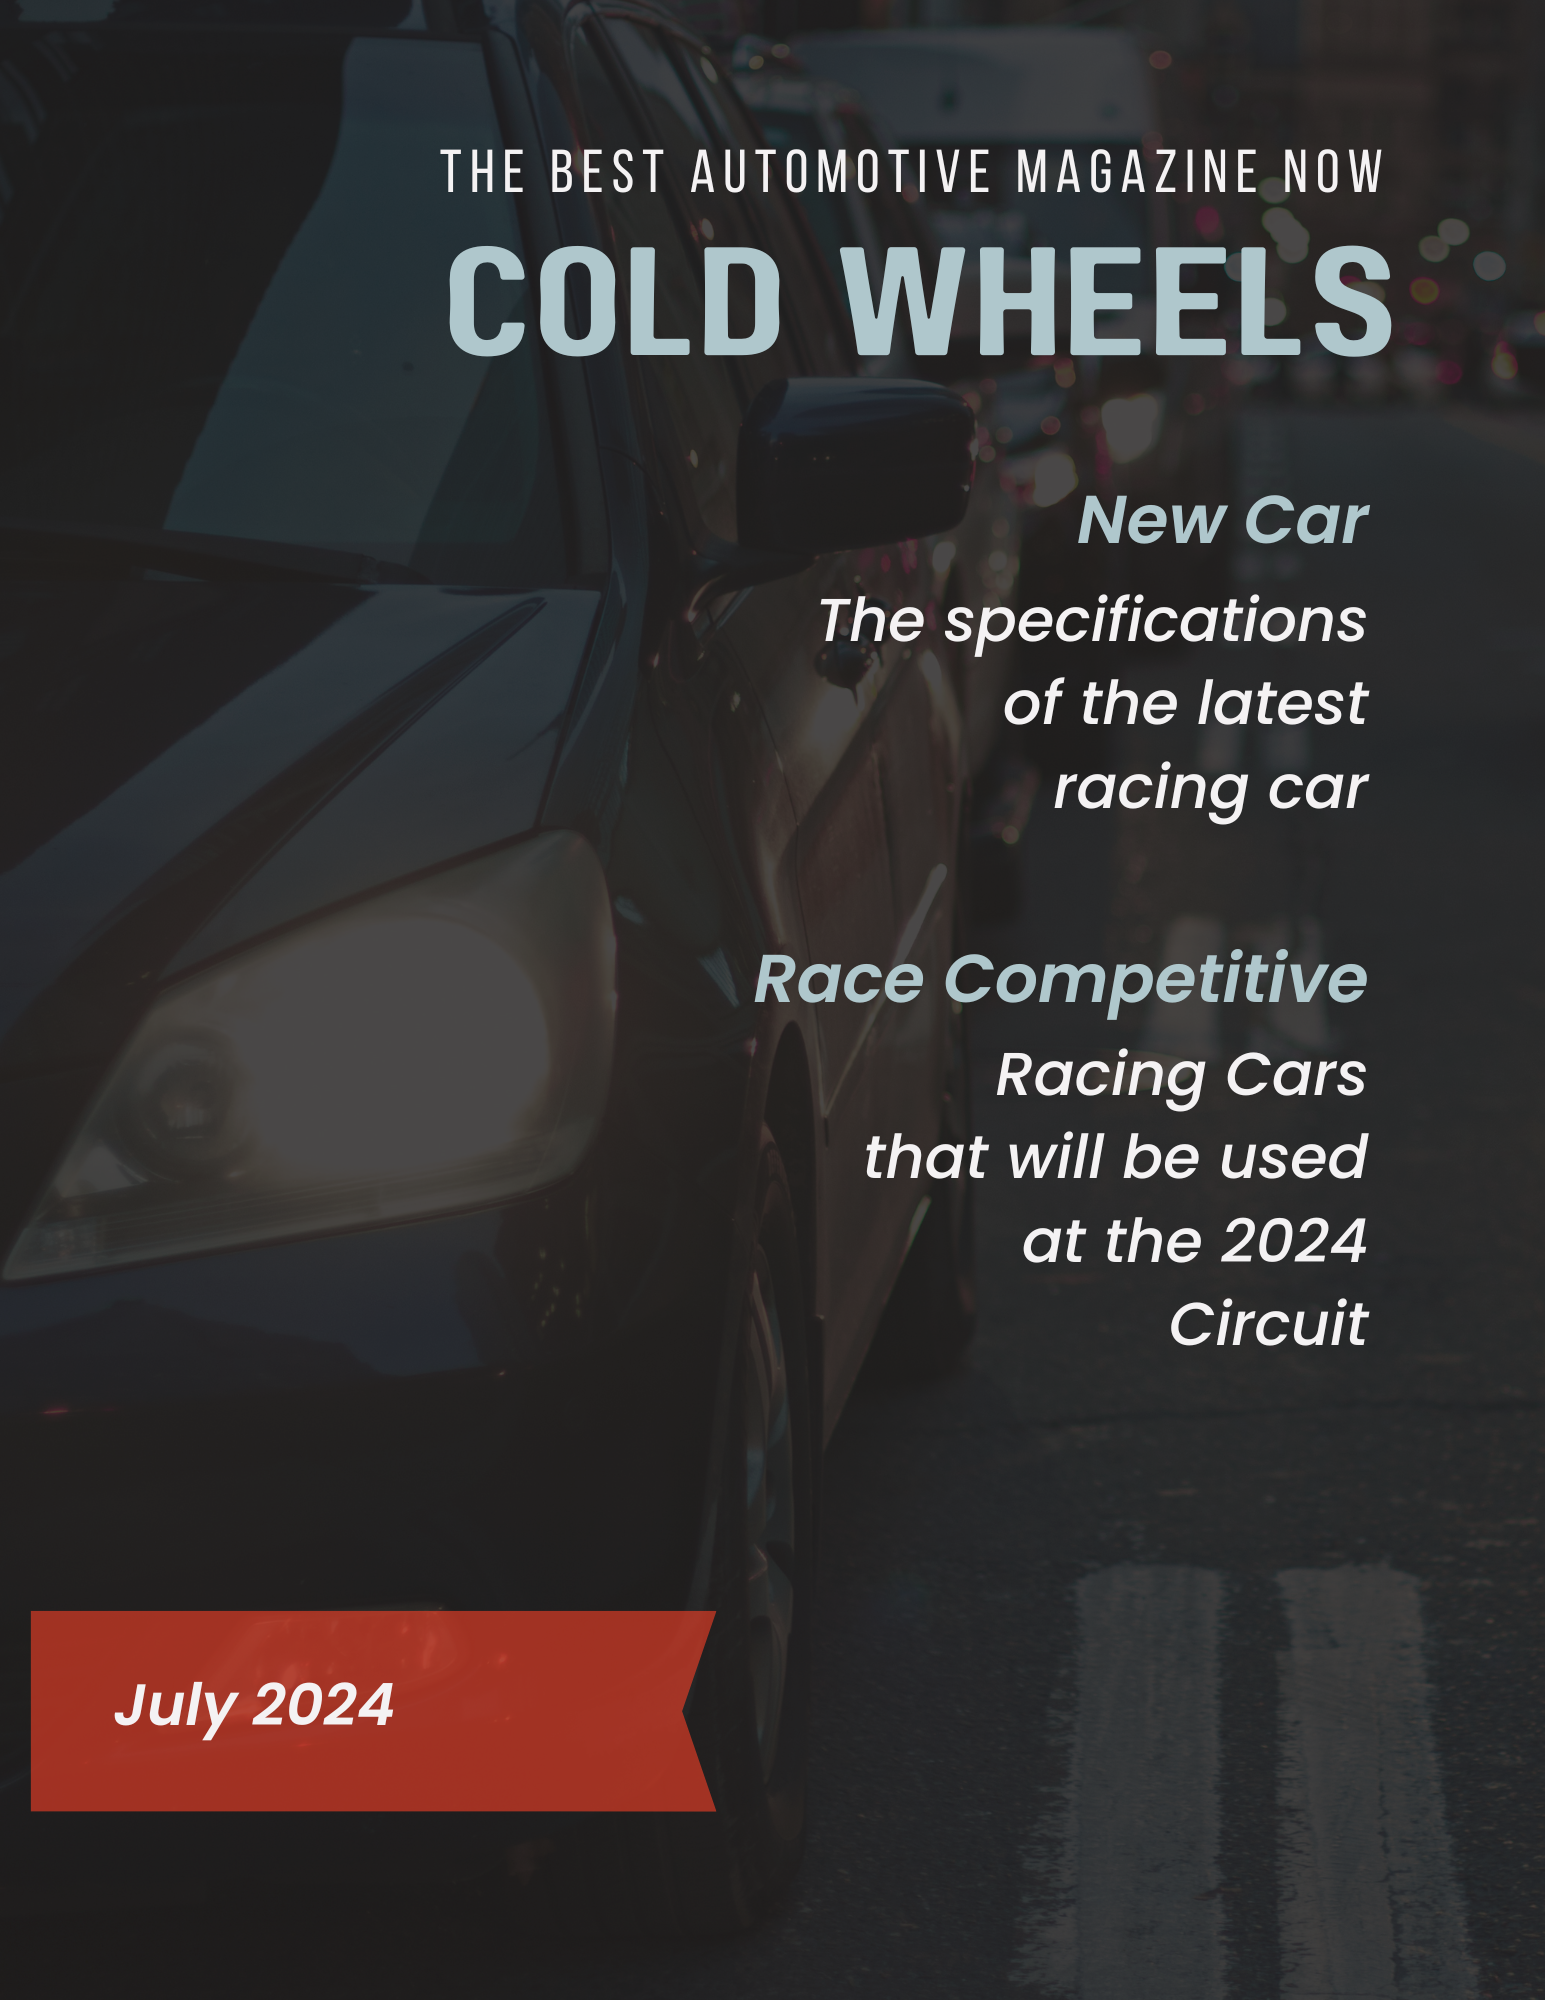 THE BEST AUTOMOTIVE MAGAZINE NOW
COLD WHEELS
New Car
The specifications
of the latest
racing car
Race Competitive
Racing Cars
that will be used
at the 2024
Circuit
July 2024